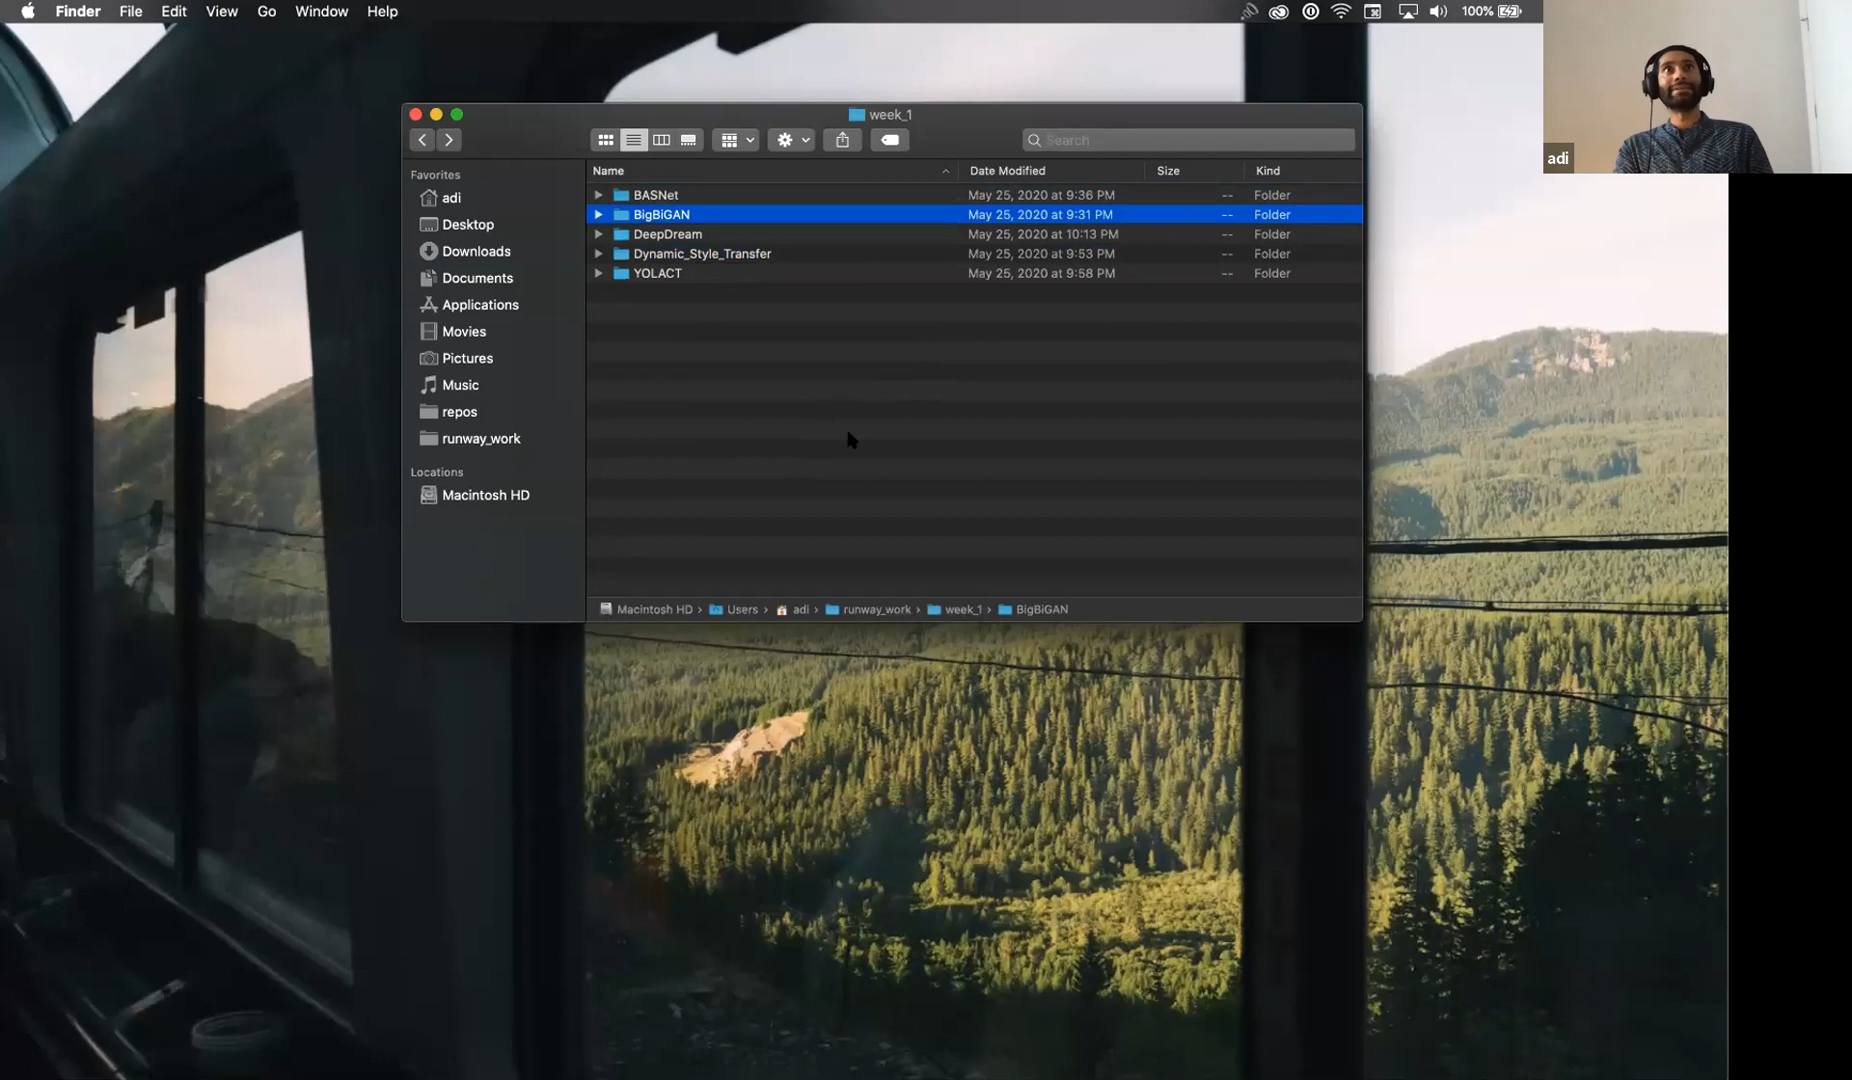 Finder File Edit View Go Window Help 100%
adi
week_1
Search
Favorites
adi
Desktop
Downloads
Documents
Applications
Movies
Pictures
Music
repos
runway_work
Locations
Macintosh HD
Name Date Modified Size Kind
BASNet May 25, 2020 at 9:36 PM -- Folder
BigBiGAN May 25, 2020 at 9:31 PM -- Folder
DeepDream May 25, 2020 at 10:13 PM -- Folder
Dynamic_Style_Transfer May 25, 2020 at 9:53 PM -- Folder
YOLACT May 25, 2020 at 9:58 PM -- Folder
Macintosh HD › Users › adi › runway_work › week_1 › BigBiGAN